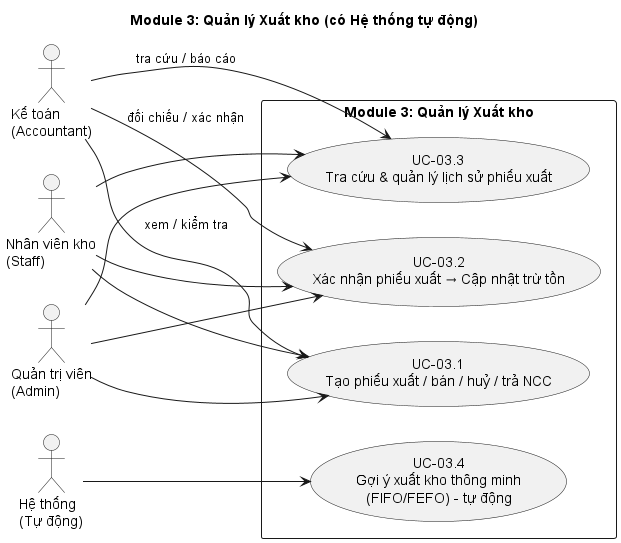 Module 3: Quản lý Xuất kho (có Hệ thống tự động)
tra cứu / báo cáo
Kế toán
(Accountant)
đối chiếu / xác nhận
Module 3: Quản lý Xuất kho
UC-03.3
Tra cứu & quản lý lịch sử phiếu xuất
Nhân viên kho
(Staff)
xem / kiểm tra
UC-03.2
Xác nhận phiếu xuất → Cập nhật trừ tồn
Quản trị viên
(Admin)
UC-03.1
Tạo phiếu xuất / bán / huỷ / trả NCC
Hệ thống
(Tự động)
UC-03.4
Gợi ý xuất kho thông minh
(FIFO/FEFO) - tự động